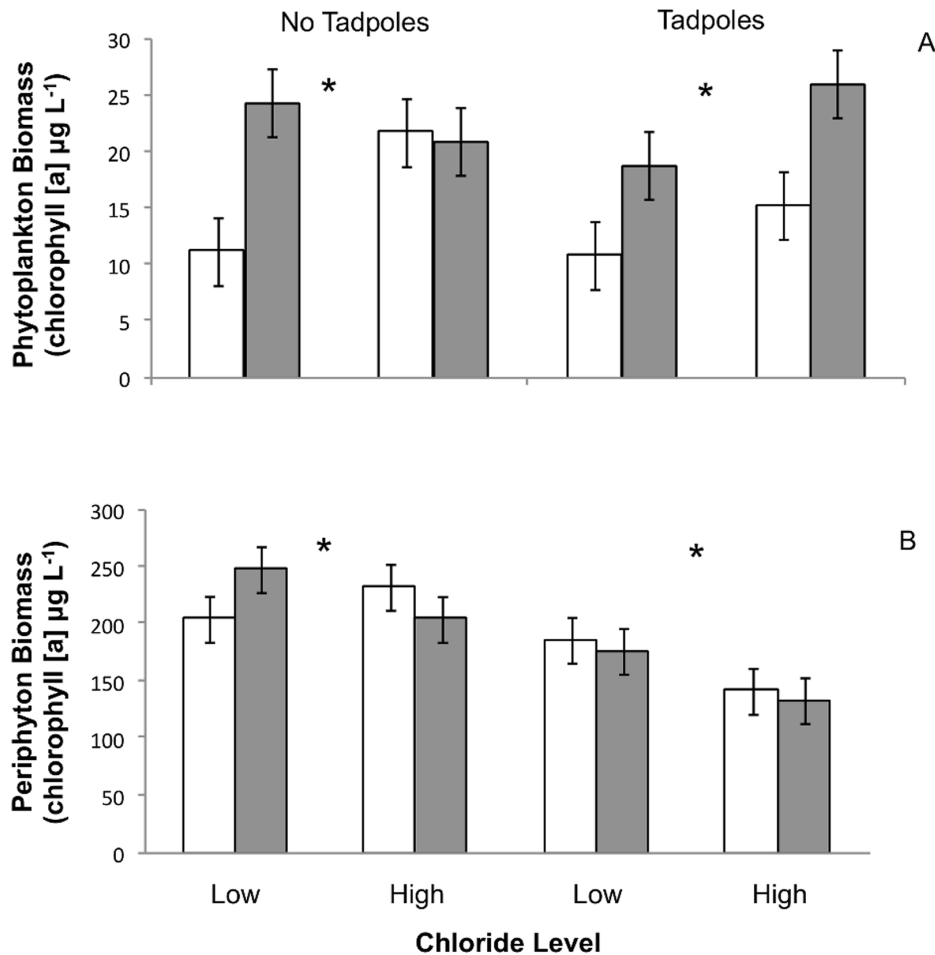 No Tadpoles
Tadpoles
A
Phytoplankton Biomass
(chlorophyll [a] µg L-1)
30
25
20
15
10
5
0
*
*
B
Periphyton Biomass
(chlorophyll [a] µg L-1)
300
250
200
150
100
50
0
*
*
Low
High
Low
High
Chloride Level